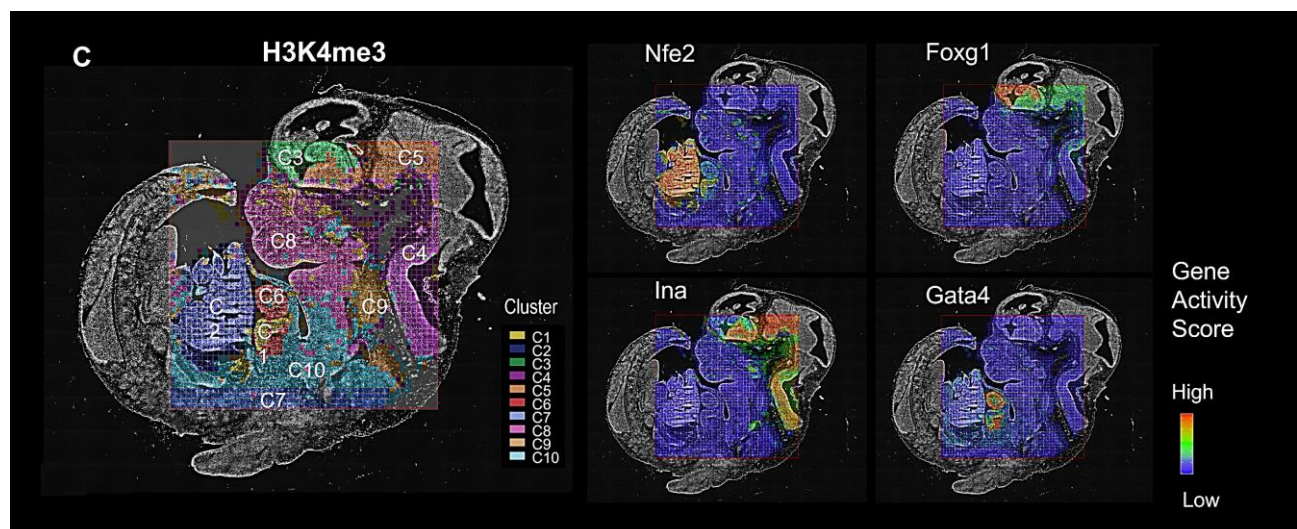 C
H3K4me3
C3
C5
C8
C4
C6
C
2
C9
C
1
C10
C7
Cluster
C1
C2
C3
C4
C5
C6
C7
C8
C9
C10
Nfe2
Foxg1
Ina
Gata4
Gene
Activity
Score
High
Low